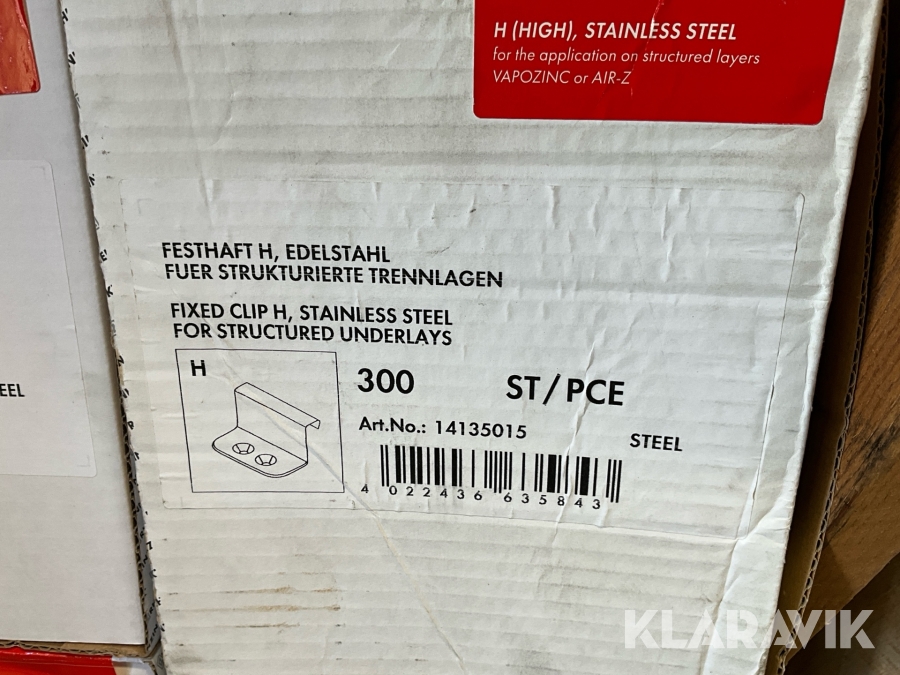 H (HIGH), STAINLESS STEEL
for the application on structured layers
VAPOZINC or AIR-Z
FESTHAFT H, EDELSTAHL
FUER STRUKTURIERTE TRENNLAGEN
FIXED CLIP H, STAINLESS STEEL
FOR STRUCTURED UNDERLAYS
H
300 ST/PCE
Art.No.: 14135015
STEEL
4 022436 635843
EEL
KLARAVIK